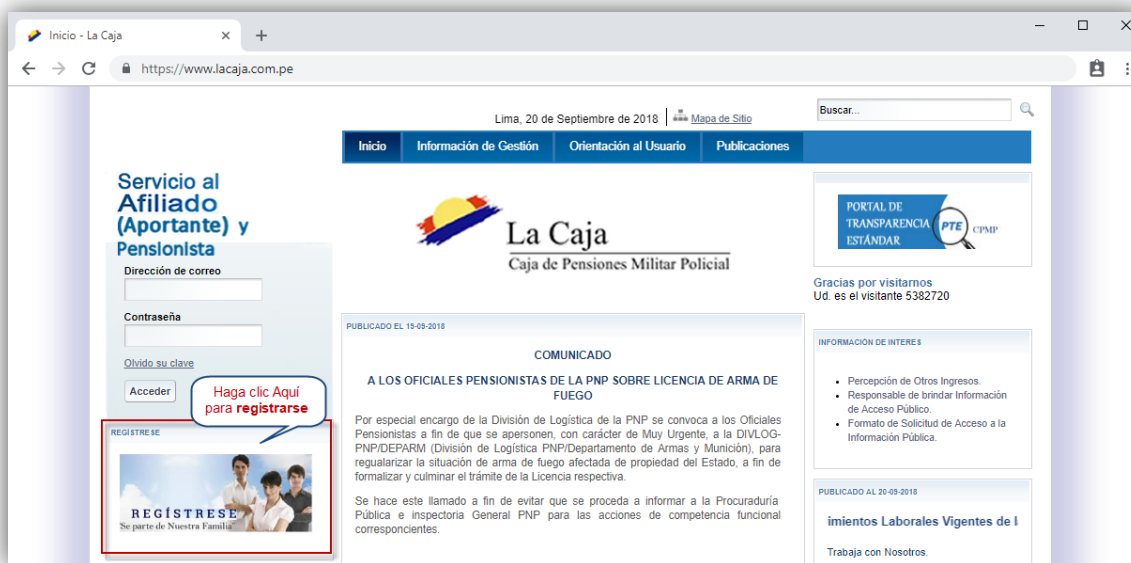 Inicio - La Caja
https://www.lacaja.com.pe
Lima, 20 de Septiembre de 2018
Mapa de Sitio
Buscar...
Inicio
Información de Gestión
Orientación al Usuario
Publicaciones
Servicio al
Afiliado
(Aportante) y
Pensionista
Dirección de correo
Contraseña
Olvido su clave
Acceder
Haga clic Aquí
para registrarse
REGÍSTRESE
REGÍSTRESE
"Se parte de Nuestra Familia"
La Caja
Caja de Pensiones Militar Policial
PUBLICADO EL 19-09-2018
COMUNICADO
A LOS OFICIALES PENSIONISTAS DE LA PNP SOBRE LICENCIA DE ARMA DE
FUEGO
Por especial encargo de la División de Logística de la PNP se convoca a los Oficiales
Pensionistas a fin de que se apersonen, con carácter de Muy Urgente, a la DIVLOG-
PNP/DEPARM (División de Logística PNP/Departamento de Armas y Munición), para
regualarizar la situación de arma de fuego afectada de propiedad del Estado, a fin de
formalizar y culminar el trámite de la Licencia respectiva.
Se hace este llamado a fin de evitar que se proceda a informar a la Procuraduría
Pública e inspectoria General PNP para las acciones de competencia funcional
corresponcientes.
PORTAL DE
TRANSPARENCIA
ESTÁNDAR
PTE
CPMP
Gracias por visitarnos
Ud. es el visitante 5382720
INFORMACIÓN DE INTERES
Percepción de Otros Ingresos.
Responsable de brindar Información
de Acceso Público.
Formato de Solicitud de Acceso a la
Información Pública.
PUBLICADO AL 20-09-2018
imientos Laborales Vigentes de l
Trabaja con Nosotros.